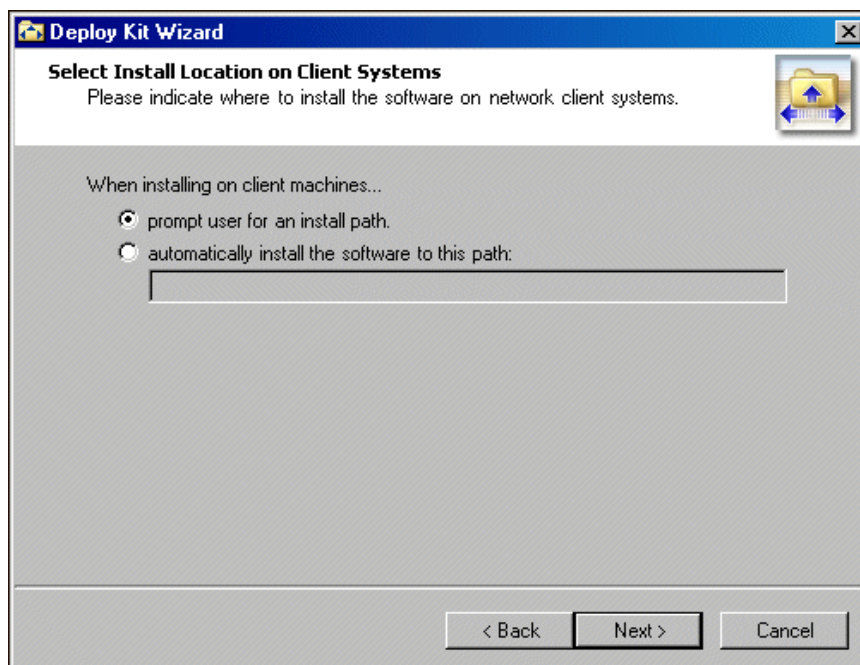 Deploy Kit Wizard
Select Install Location on Client Systems
Please indicate where to install the software on network client systems.
When installing on client machines...
prompt user for an install path.
automatically install the software to this path:
< Back Next > Cancel